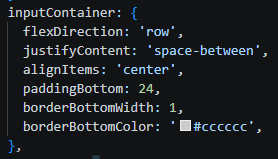 inputContainer: {
flexDirection: 'row',
justifyContent: 'space-between',
alignItems: 'center',
paddingBottom: 24,
borderBottomWidth: 1,
borderBottomColor: '#cccccc',
},